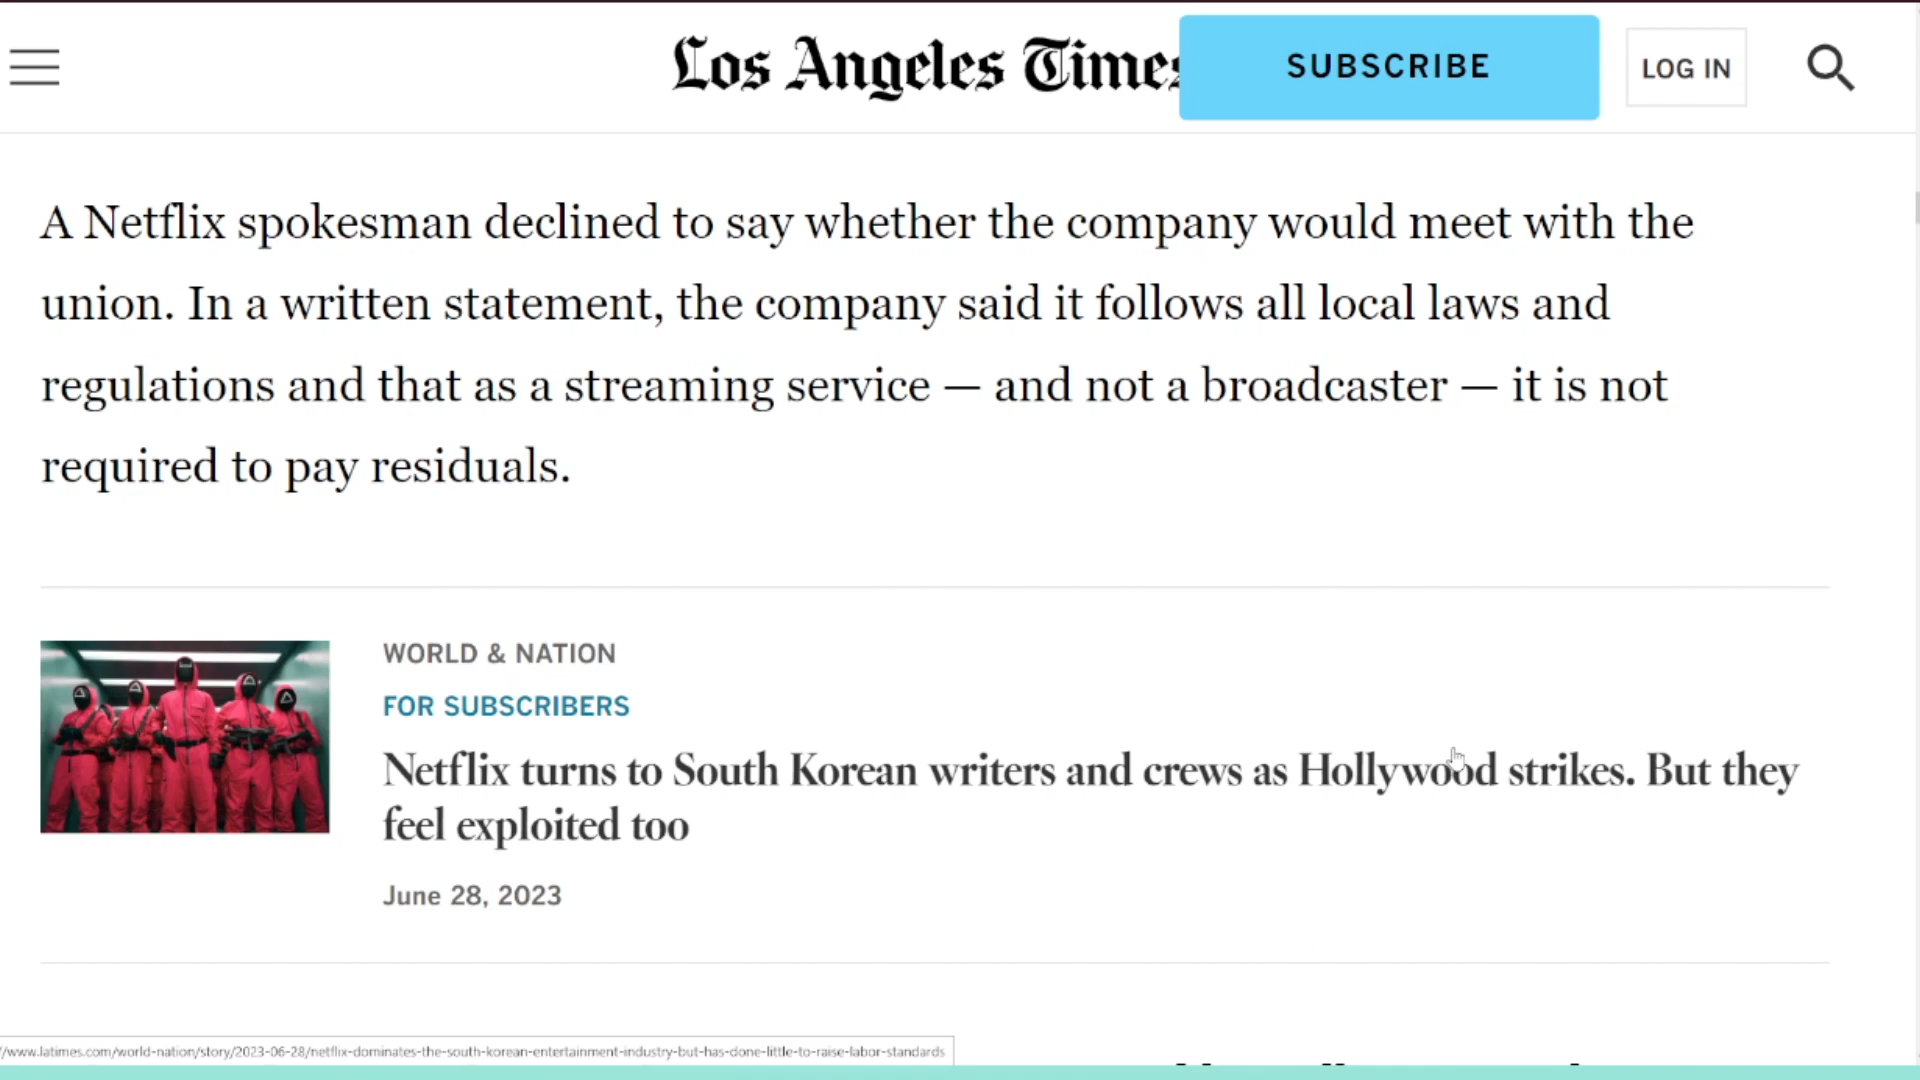 Los Angeles Times
SUBSCRIBE
LOG IN
A Netflix spokesman declined to say whether the company would meet with the
union. In a written statement, the company said it follows all local laws and
regulations and that as a streaming service — and not a broadcaster — it is not
required to pay residuals.
WORLD & NATION
FOR SUBSCRIBERS
Netflix turns to South Korean writers and crews as Hollywood strikes. But they
feel exploited too
June 28, 2023
/www.latimes.com/world-nation/story/2023-06-28/netflix-dominates-the-south-korean-entertainment-industry-but-has-done-little-to-raise-labor-standards